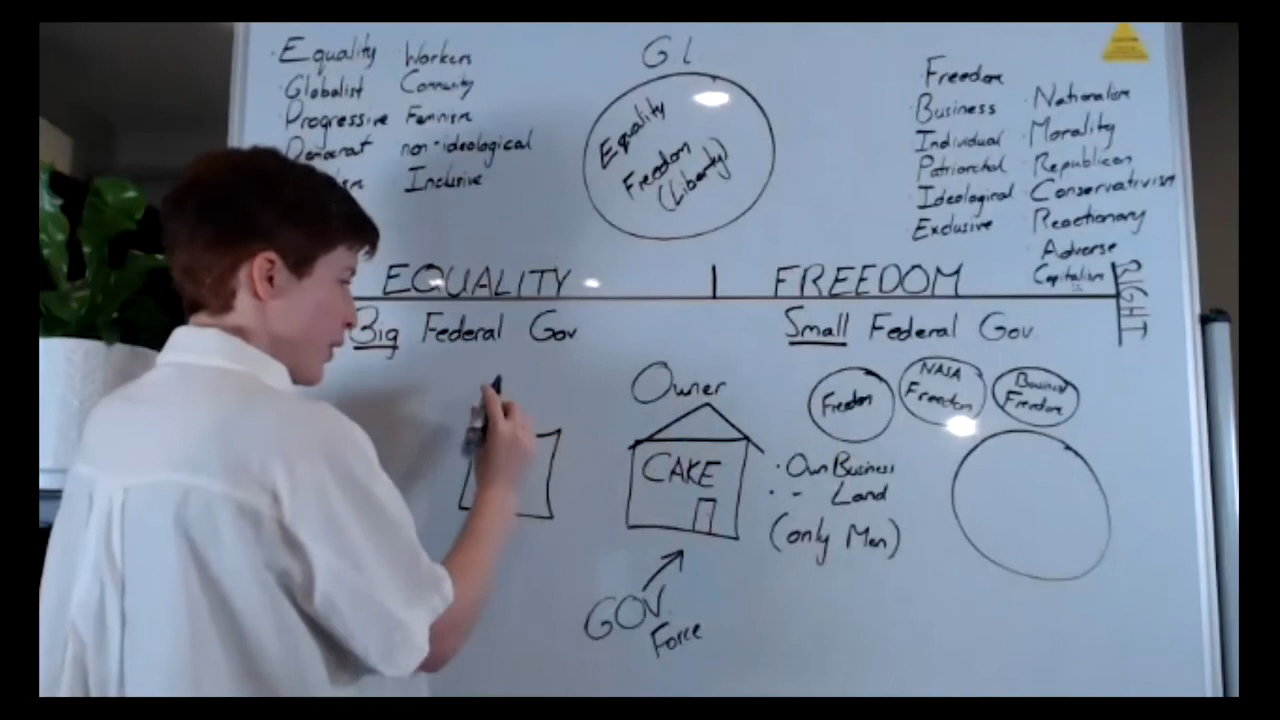 Equality Workers
Globalist Community
Progressive Feminism
Democrat non-ideological
Inclusive
G L
Equality
Freedom
(Liberty)
Freedom
Business Nationalism
Individual Morality
Patriarchal Republican
Ideological Conservativism
Exclusive Reactionary
Adverse
Capitalism
EQUALITY | FREEDOM
RIGHT
Big Federal Gov
Small Federal Gov.
Owner
CAKE
GOV
Force
Freedom
NASA
Freedom
Business
Freedom
· Own Business
· - Land
(only Men)